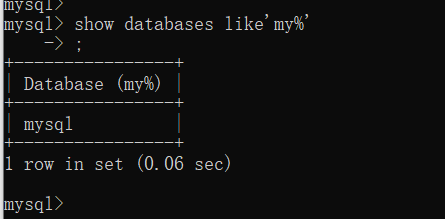 mysql>
mysql> show databases like'my%'
    -> ;
+----------------+
| Database (my%) |
+----------------+
| mysql          |
+----------------+
1 row in set (0.06 sec)
mysql>